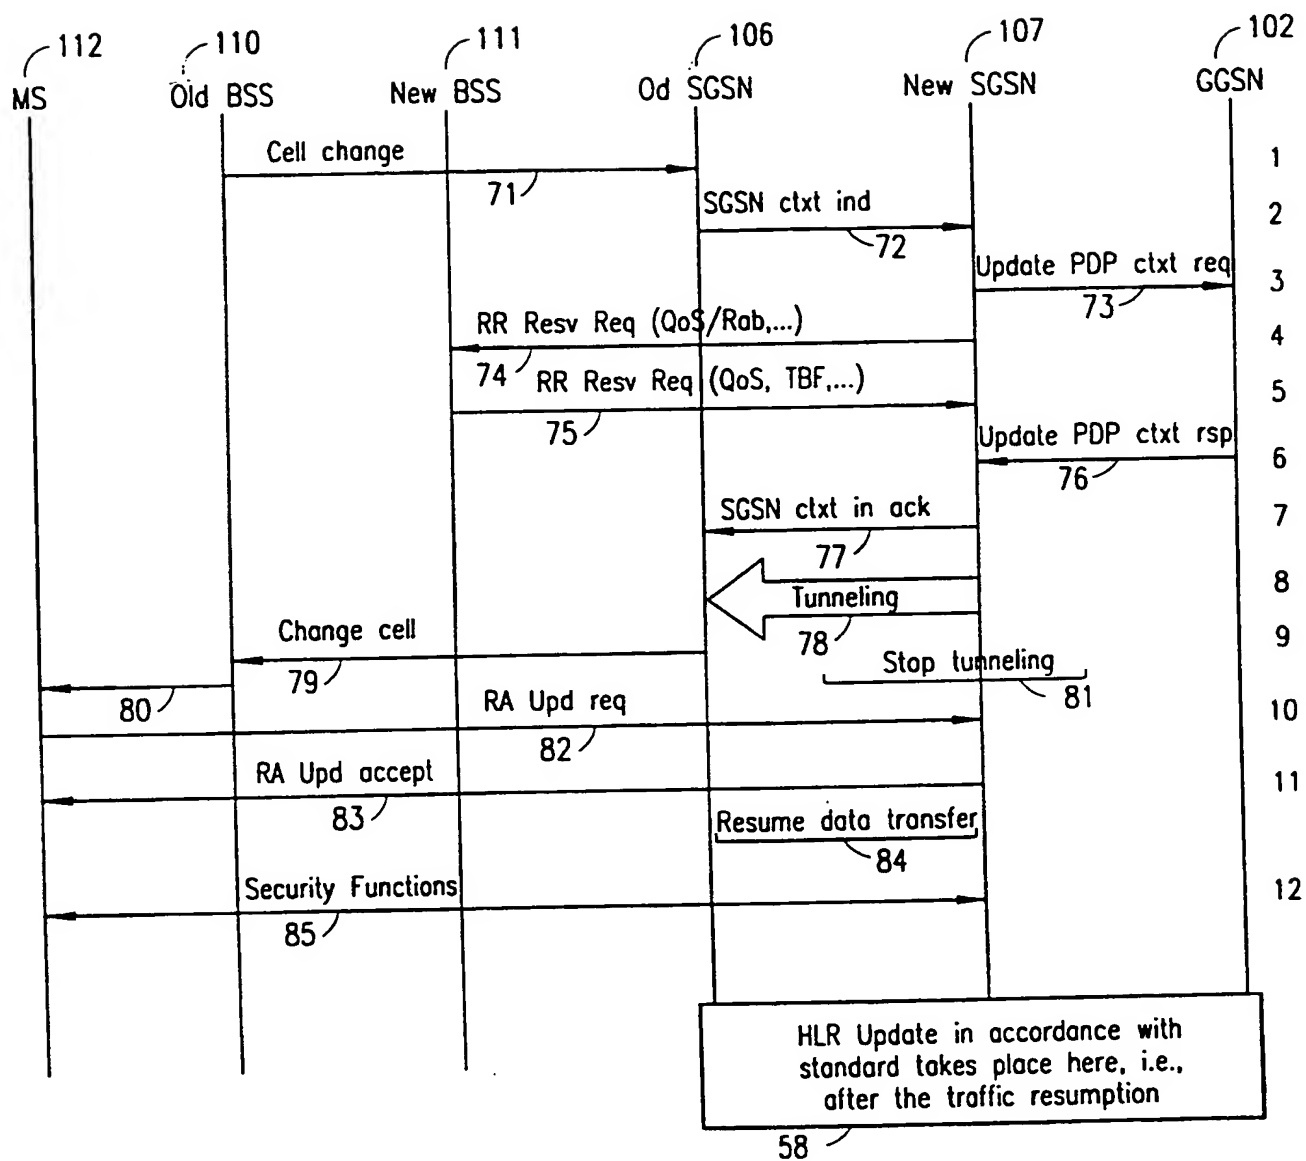 112
110
111
106
107
102
MS
Old BSS
New BSS
Od SGSN
New SGSN
GGSN
Cell change
1
71
SGSN ctxt ind
2
72
Update PDP ctxt req
3
73
RR Resv Req (QoS/Rab,...)
4
74
RR Resv Req (QoS, TBF,...)
5
75
Update PDP ctxt rsp
6
76
SGSN ctxt in ack
7
77
8
Tunneling
78
Change cell
9
79
Stop tunneling
81
80
RA Upd req
10
82
RA Upd accept
11
83
Resume data transfer
84
Security Functions
12
85
HLR Update in accordance with
standard takes place here, i.e.,
after the traffic resumption
58